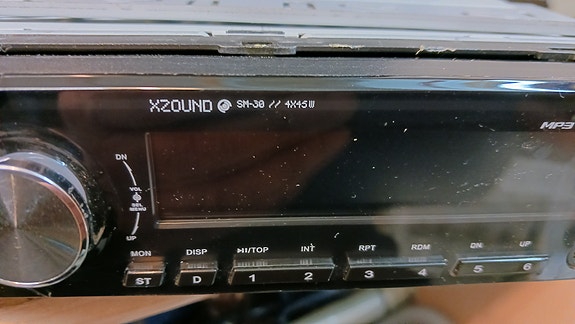 XZOUND SM-30 // 4X45W
MP3
DN
VOL
SEL
MENU
UP
MON DISP ⏯/TOP INT RPT RDM DN UP
ST D 1 2 3 4 5 6